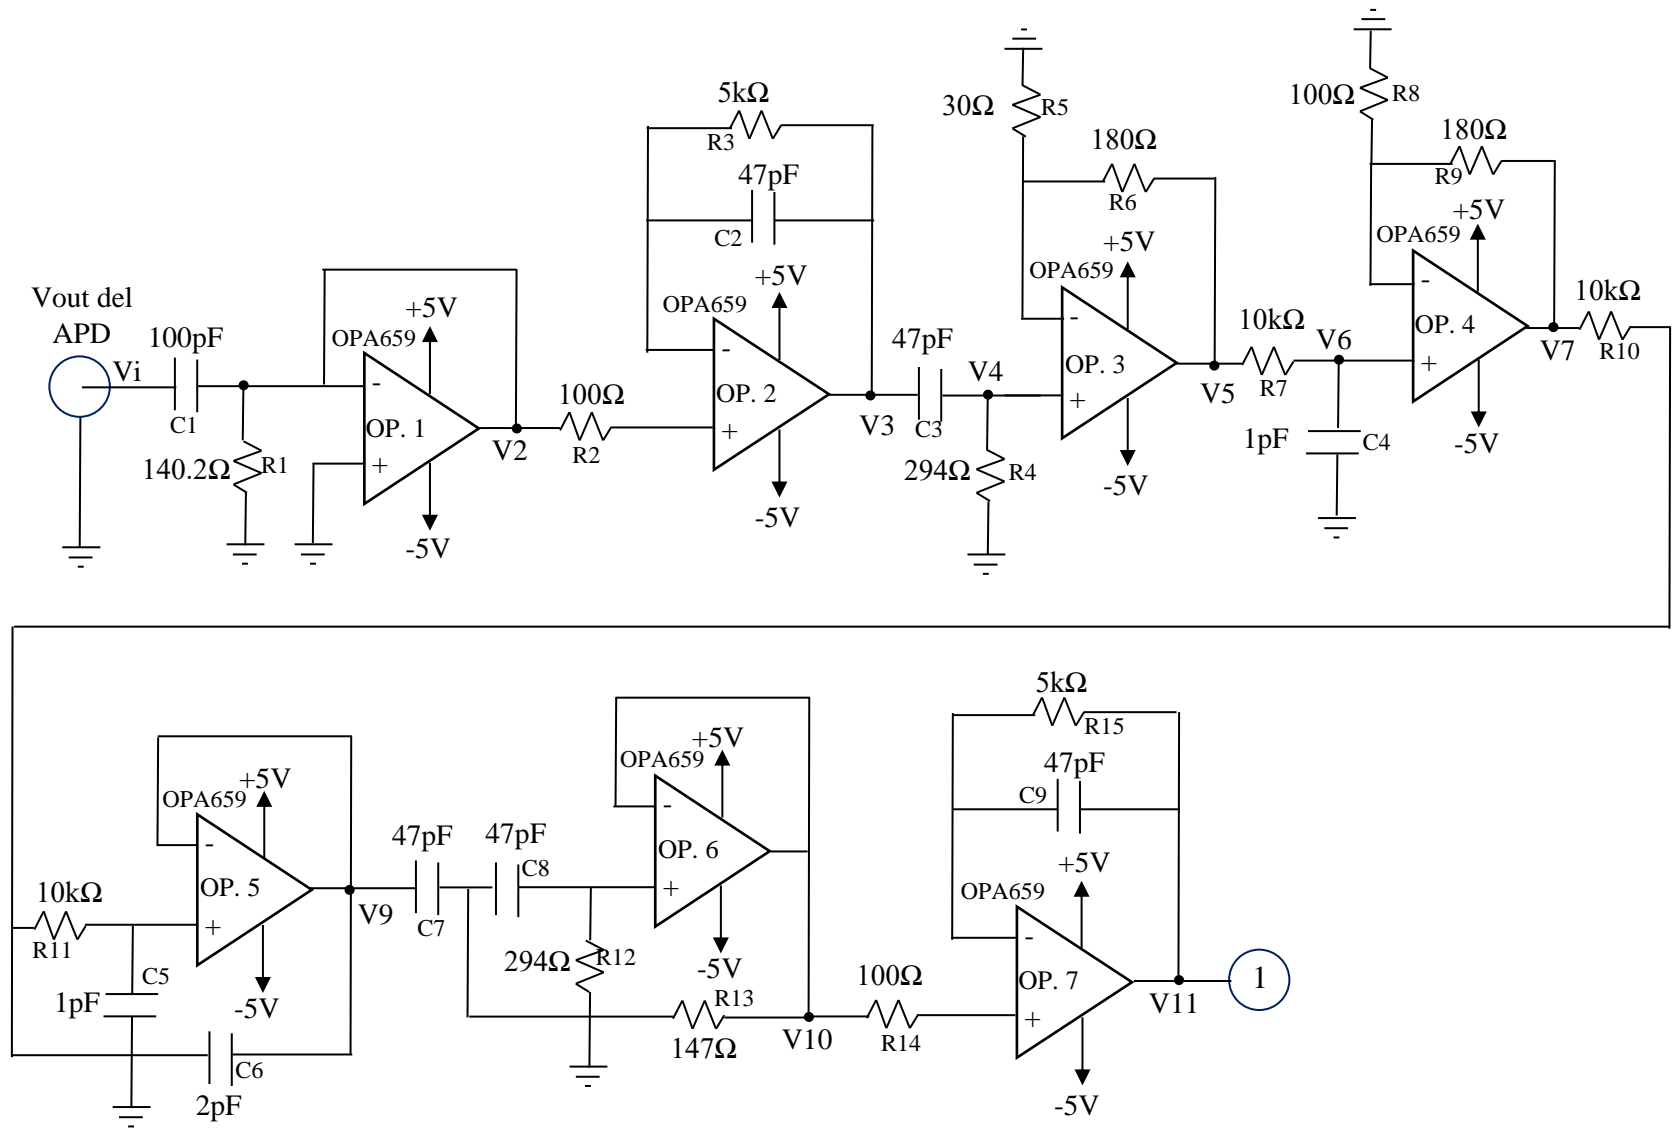 Vout del
APD
Vi
100pF
C1
140.2Ω
R1
OPA659
+5V
-
OP. 1
+
-5V
V2
100Ω
R2
5kΩ
R3
47pF
C2
OPA659
+5V
-
OP. 2
+
-5V
V3
47pF
C3
V4
294Ω
R4
30Ω
R5
180Ω
R6
OPA659
+5V
-
OP. 3
+
-5V
V5
10kΩ
R7
V6
1pF
C4
100Ω
R8
180Ω
R9
OPA659
+5V
-
OP. 4
+
-5V
V7
10kΩ
R10
10kΩ
R11
C5
1pF
C6
2pF
OPA659
+5V
-
OP. 5
+
-5V
V9
47pF
C7
47pF
C8
294Ω
R12
OPA659
+5V
-
OP. 6
+
-5V
R13
147Ω
V10
100Ω
R14
5kΩ
R15
47pF
C9
OPA659
+5V
-
OP. 7
+
-5V
V11
1